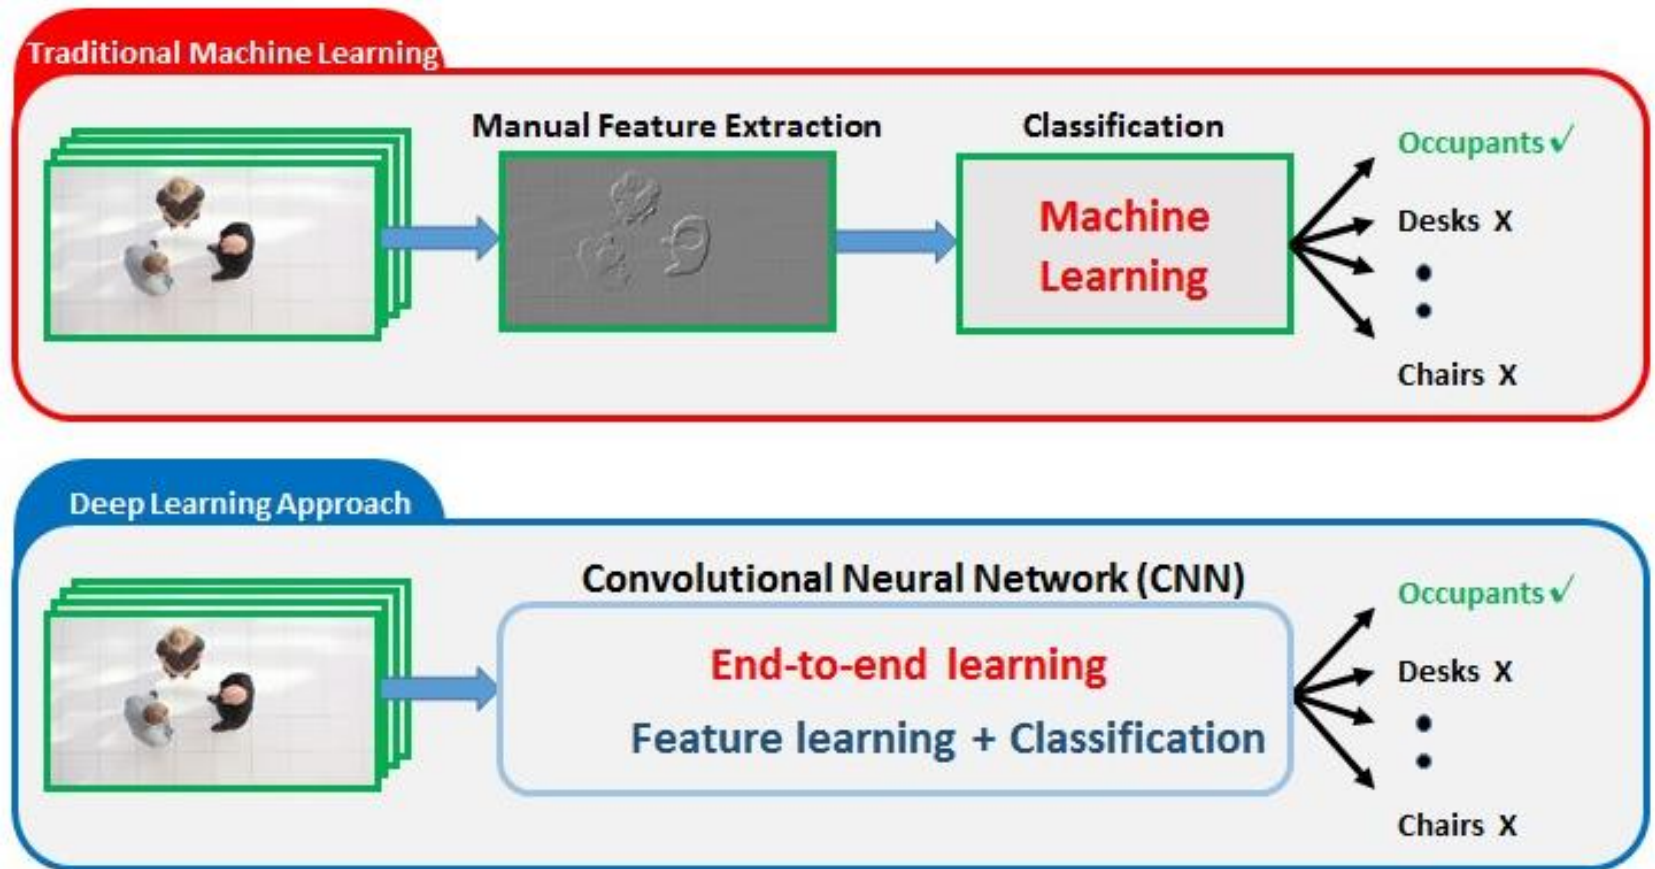 Traditional Machine Learning
Manual Feature Extraction
Classification
Machine
Learning
Occupants ✓
Desks X
Chairs X
Deep Learning Approach
Convolutional Neural Network (CNN)
End-to-end learning
Feature learning + Classification
Occupants ✓
Desks X
Chairs X